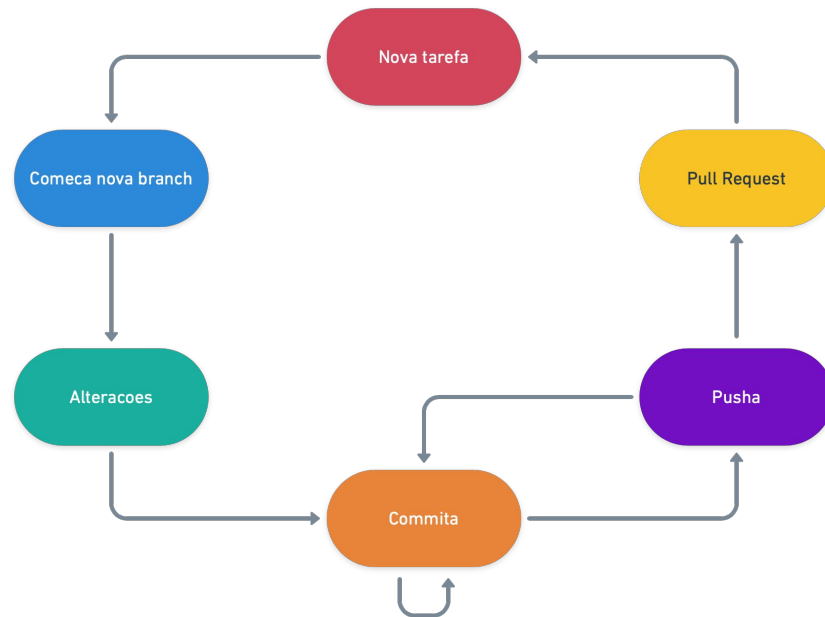 Nova tarefa
Comeca nova branch
Pull Request
Alteracoes
Pusha
Commita